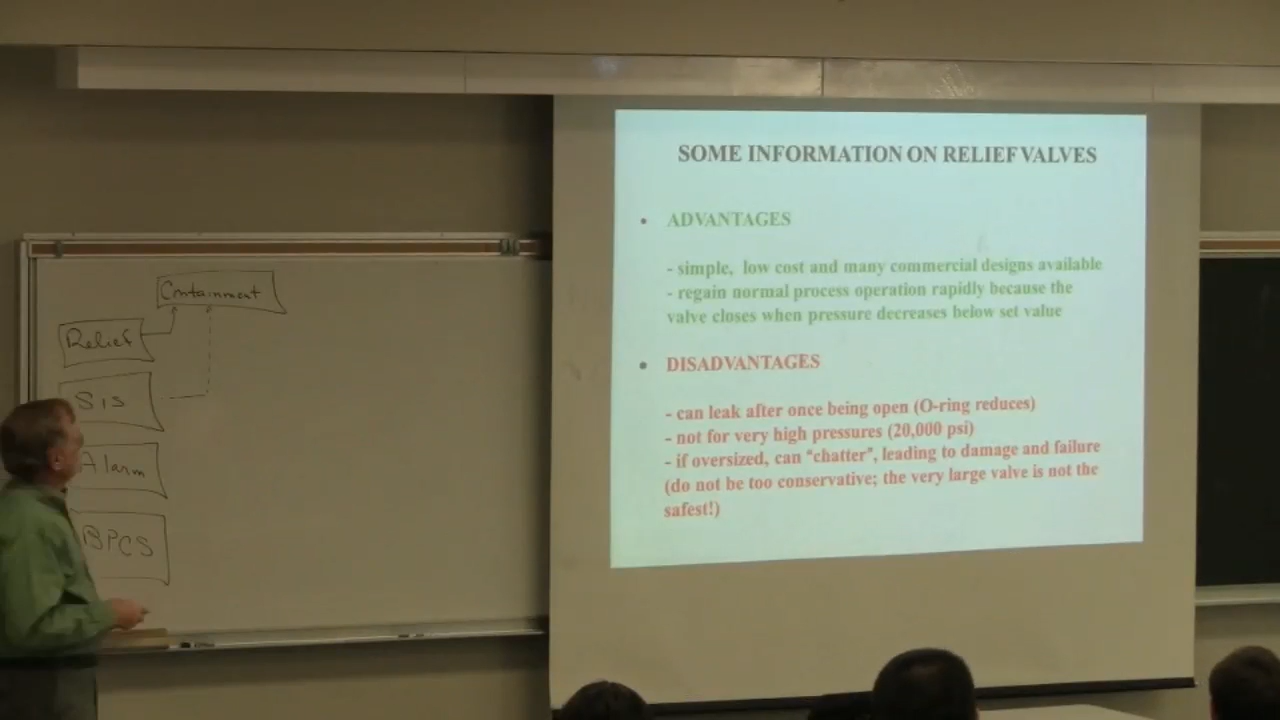 Containment
Relief
SIS
Alarm
BPCS
SOME INFORMATION ON RELIEF VALVES
• ADVANTAGES
- simple, low cost and many commercial designs available
- regain normal process operation rapidly because the
valve closes when pressure decreases below set value
• DISADVANTAGES
- can leak after once being open (O-ring reduces)
- not for very high pressures (20,000 psi)
- if oversized, can “chatter”, leading to damage and failure
(do not be too conservative; the very large valve is not the
safest!)